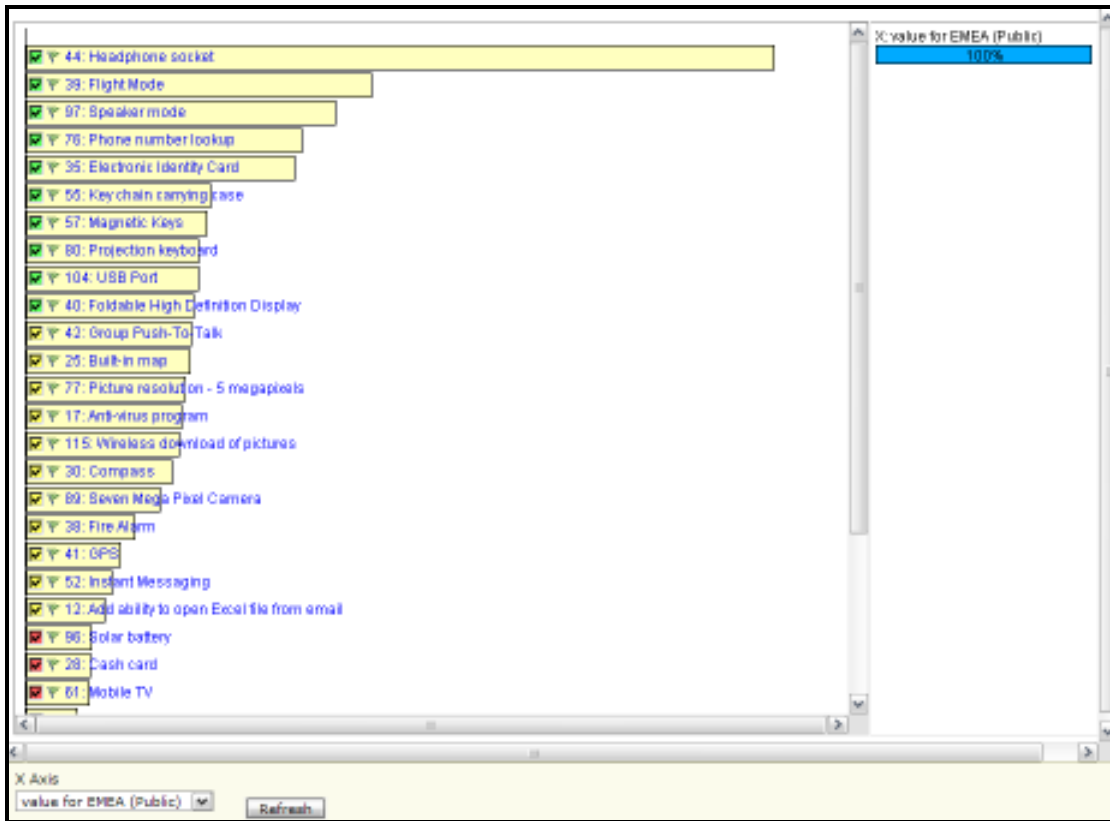 X: value for EMEA (Public)
100%
44: Headphone socket
39: Flight Mode
97: Speaker mode
76: Phone number lookup
35: Electronic Identity Card
56: Key chain carrying case
57: Magnetic Keys
80: Projection keyboard
104: USB Port
40: Foldable High Definition Display
42: Group Push-To-Talk
25: Built-in map
77: Picture resolution - 5 megapixels
17: Anti-virus program
115: Wireless download of pictures
30: Compass
89: Seven Mega Pixel Camera
38: Fire Alarm
41: GPS
52: Instant Messaging
12: Add ability to open Excel file from email
96: Solar battery
28: Cash card
61: Mobile TV
X Axis
value for EMEA (Public)
Refresh